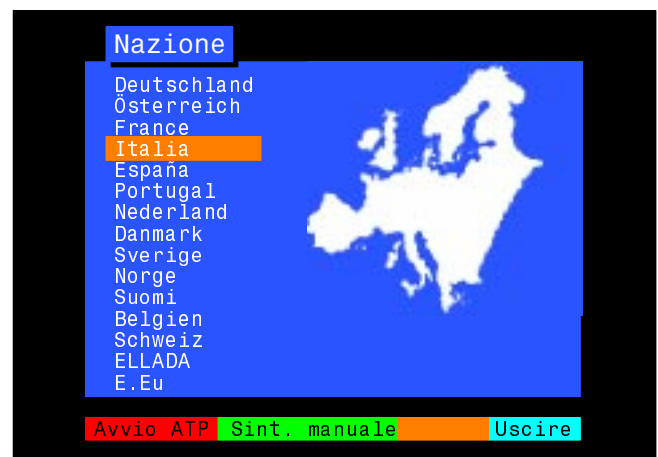 Nazione
Deutschland
Österreich
France
Italia
España
Portugal
Nederland
Danmark
Sverige
Norge
Suomi
Belgien
Schweiz
ELLADA
E.Eu
Avvio ATP Sint. manuale Uscire